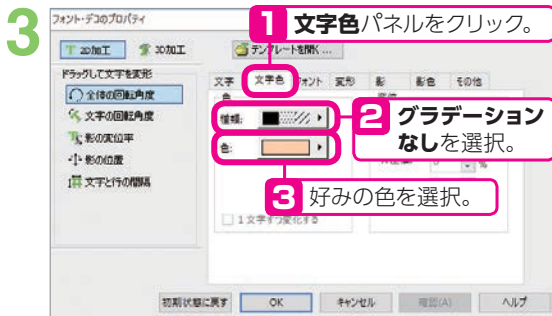 3
フォント・デコのプロパティ
1 文字色パネルをクリック。
2D加工
3D加工
テンプレートを開く ...
ドラッグして文字を変形
全体の回転角度
文字の回転角度
影の変位率
影の位置
文字と行の間隔
文字 文字色 フォント 変形 影 影色 その他
色
種類:
2 グラデーション
なしを選択。
色:
3 好みの色を選択。
1文字ずつ変化する
%
初期状態に戻す OK キャンセル 確認(A) ヘルプ